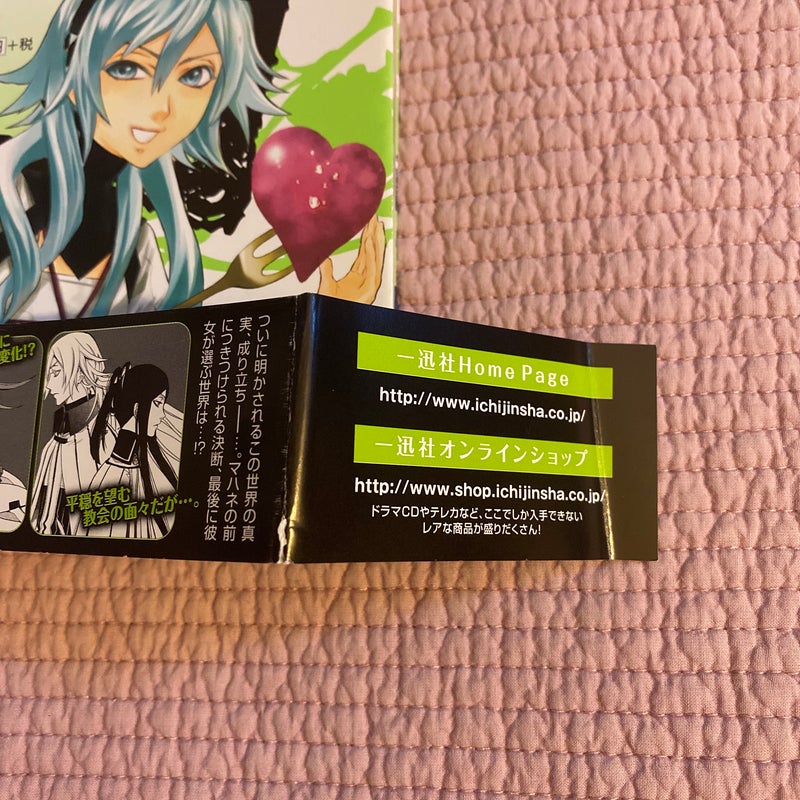 +税
に
変化!?
平穏を望む
教会の面々だが…。
ついに明かされるこの世界の真
実、成り立ち――…。マハネの前
につきつけられる決断、最後に彼
女が選ぶ世界は…!?
一迅社Home Page
http://www.ichijinsha.co.jp/
一迅社オンラインショップ
http://www.shop.ichijinsha.co.jp/
ドラマCDやテレカなど、ここでしか入手できない
レアな商品が盛りだくさん!